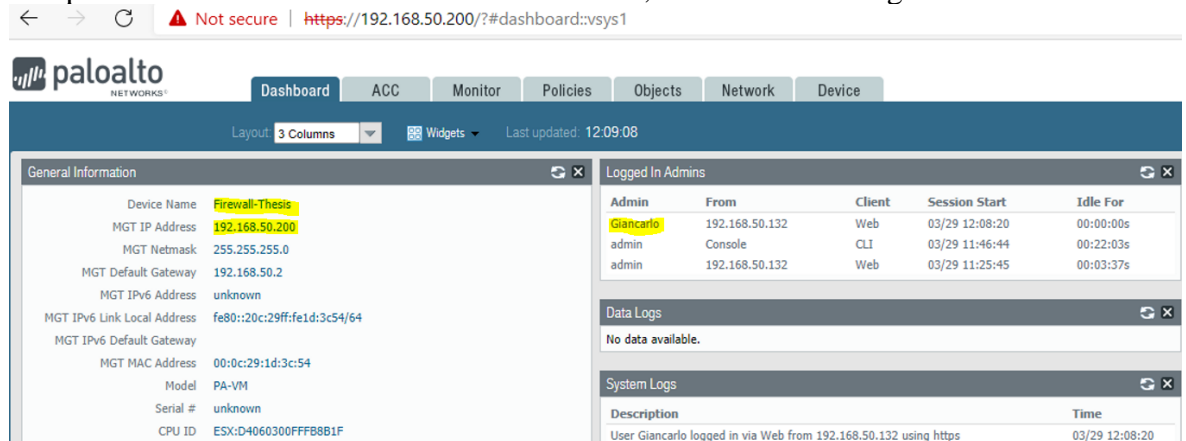 Not secure | https://192.168.50.200/?#dashboard::vsys1
paloalto
NETWORKS®
Dashboard ACC Monitor Policies Objects Network Device
Layout: 3 Columns Widgets Last updated: 12:09:08
General Information
Device Name Firewall-Thesis
MGT IP Address 192.168.50.200
MGT Netmask 255.255.255.0
MGT Default Gateway 192.168.50.2
MGT IPv6 Address unknown
MGT IPv6 Link Local Address fe80::20c:29ff:fe1d:3c54/64
MGT IPv6 Default Gateway
MGT MAC Address 00:0c:29:1d:3c:54
Model PA-VM
Serial # unknown
CPU ID ESX:D4060300FFFB8B1F
Logged In Admins
Admin From Client Session Start Idle For
Giancarlo 192.168.50.132 Web 03/29 12:08:20 00:00:00s
admin Console CLI 03/29 11:46:44 00:22:03s
admin 192.168.50.132 Web 03/29 11:25:45 00:03:37s
Data Logs
No data available.
System Logs
Description Time
User Giancarlo logged in via Web from 192.168.50.132 using https 03/29 12:08:20